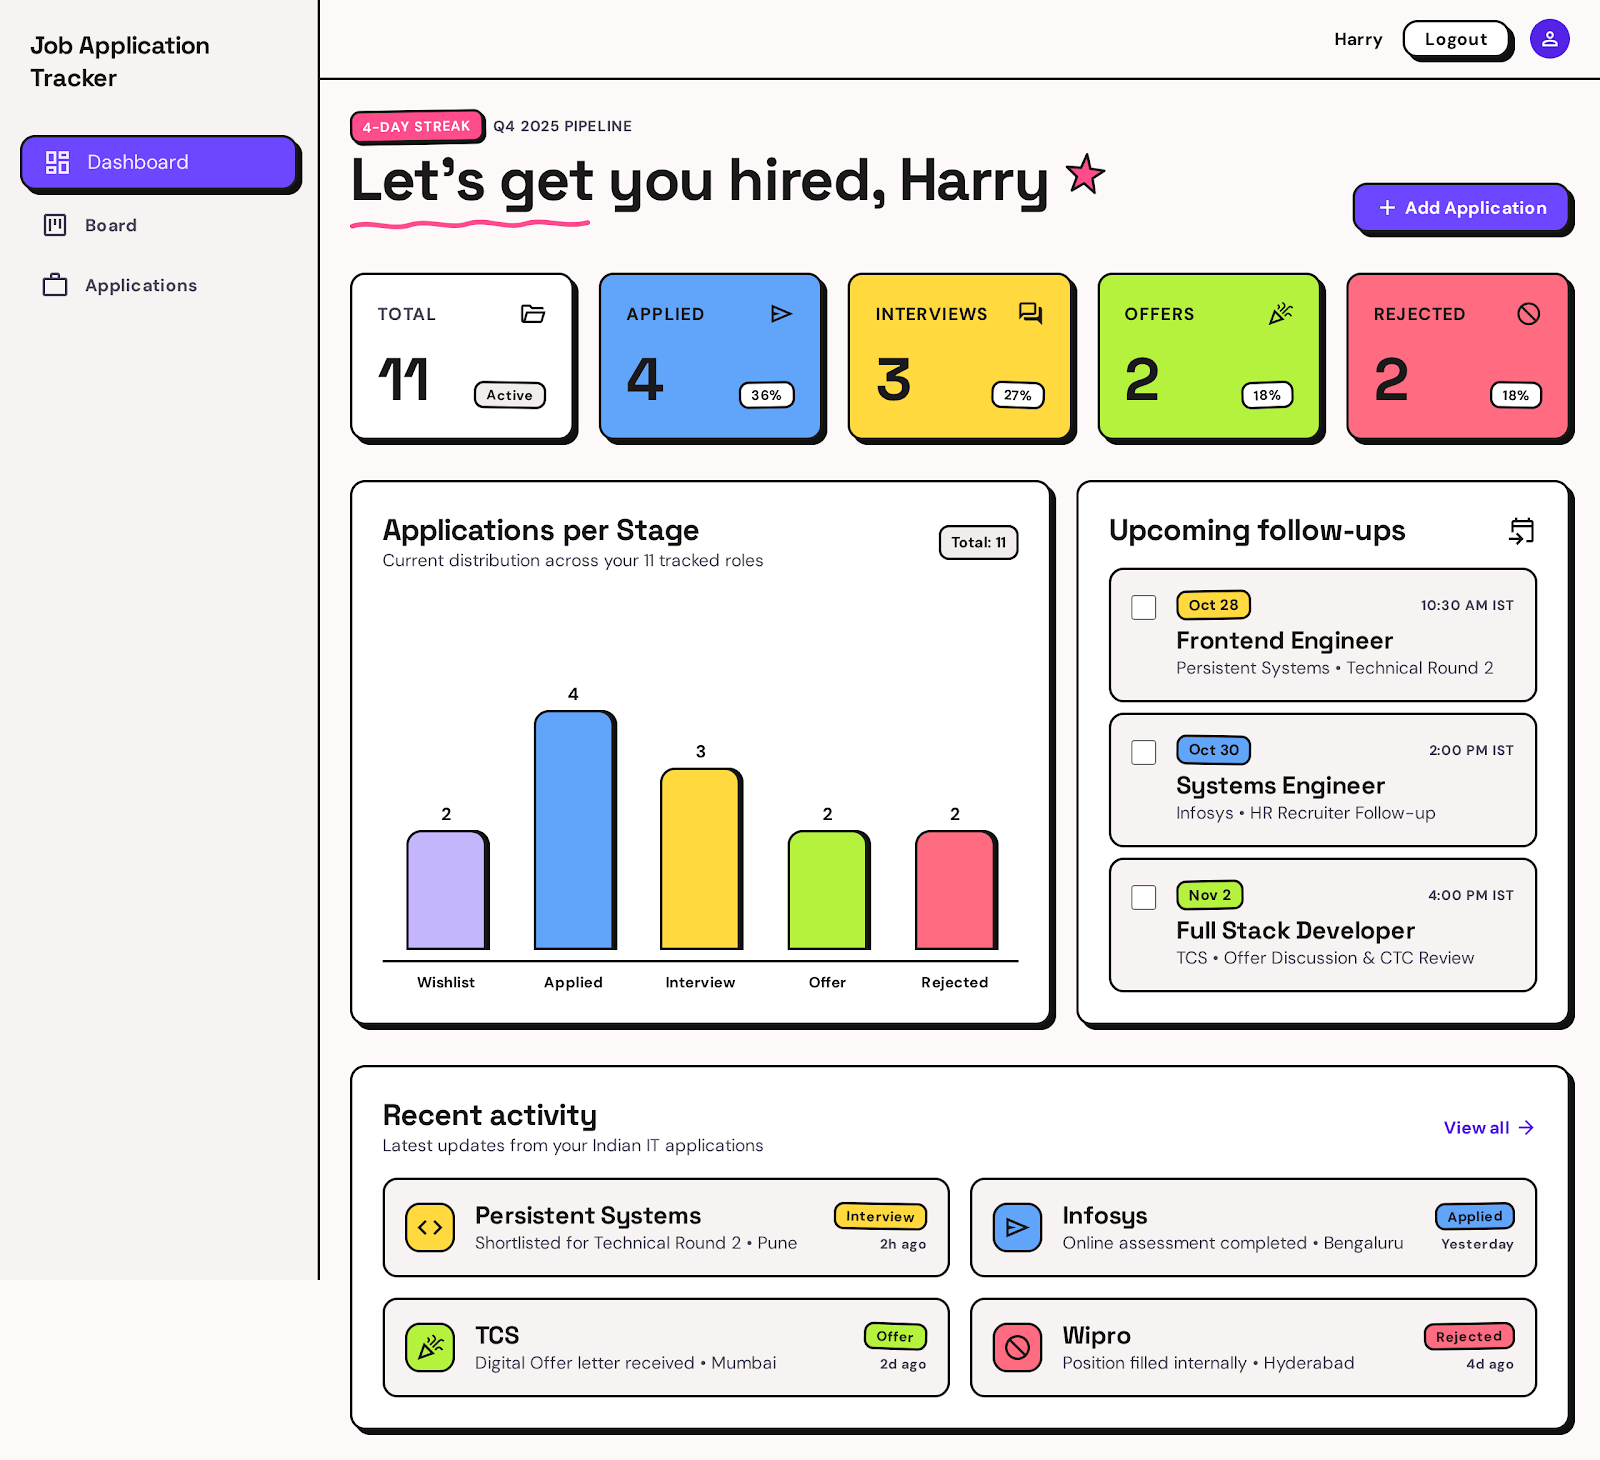 Job Application
Tracker
Dashboard
Board
Applications
Harry
Logout
4-DAY STREAK
Q4 2025 PIPELINE
Let's get you hired, Harry
+ Add Application
TOTAL
11
Active
APPLIED
4
36%
INTERVIEWS
3
27%
OFFERS
2
18%
REJECTED
2
18%
Applications per Stage
Current distribution across your 11 tracked roles
Total: 11
2
4
3
2
2
Wishlist
Applied
Interview
Offer
Rejected
Upcoming follow-ups
Oct 28
10:30 AM IST
Frontend Engineer
Persistent Systems • Technical Round 2
Oct 30
2:00 PM IST
Systems Engineer
Infosys • HR Recruiter Follow-up
Nov 2
4:00 PM IST
Full Stack Developer
TCS • Offer Discussion & CTC Review
Recent activity
Latest updates from your Indian IT applications
View all →
Persistent Systems
Shortlisted for Technical Round 2 • Pune
Interview
2h ago
Infosys
Online assessment completed • Bengaluru
Applied
Yesterday
TCS
Digital Offer letter received • Mumbai
Offer
2d ago
Wipro
Position filled internally • Hyderabad
Rejected
4d ago